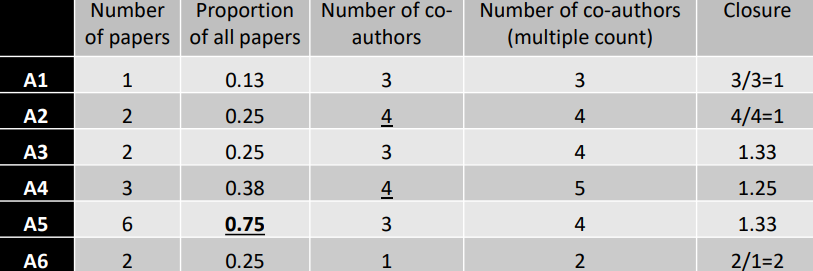 Number of papers Proportion of all papers Number of co-authors Number of co-authors (multiple count) Closure
A1 1 0.13 3 3 3/3=1
A2 2 0.25 4 4 4/4=1
A3 2 0.25 3 4 1.33
A4 3 0.38 4 5 1.25
A5 6 0.75 3 4 1.33
A6 2 0.25 1 2 2/1=2